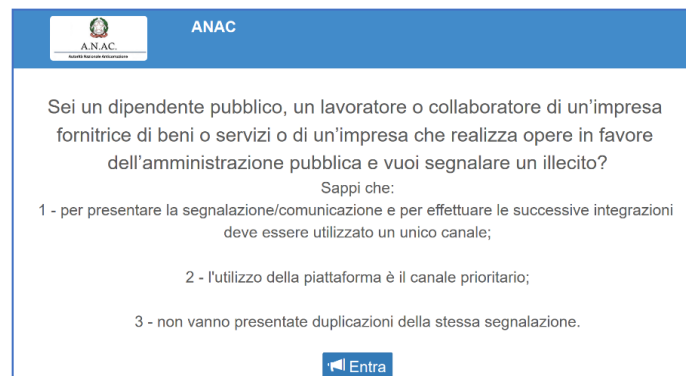 ANAC
A.N.AC.
Autorità Nazionale Anticorruzione
Sei un dipendente pubblico, un lavoratore o collaboratore di un'impresa
fornitrice di beni o servizi o di un'impresa che realizza opere in favore
dell'amministrazione pubblica e vuoi segnalare un illecito?
Sappi che:
1 - per presentare la segnalazione/comunicazione e per effettuare le successive integrazioni
deve essere utilizzato un unico canale;
2 - l'utilizzo della piattaforma è il canale prioritario;
3 - non vanno presentate duplicazioni della stessa segnalazione.
Entra